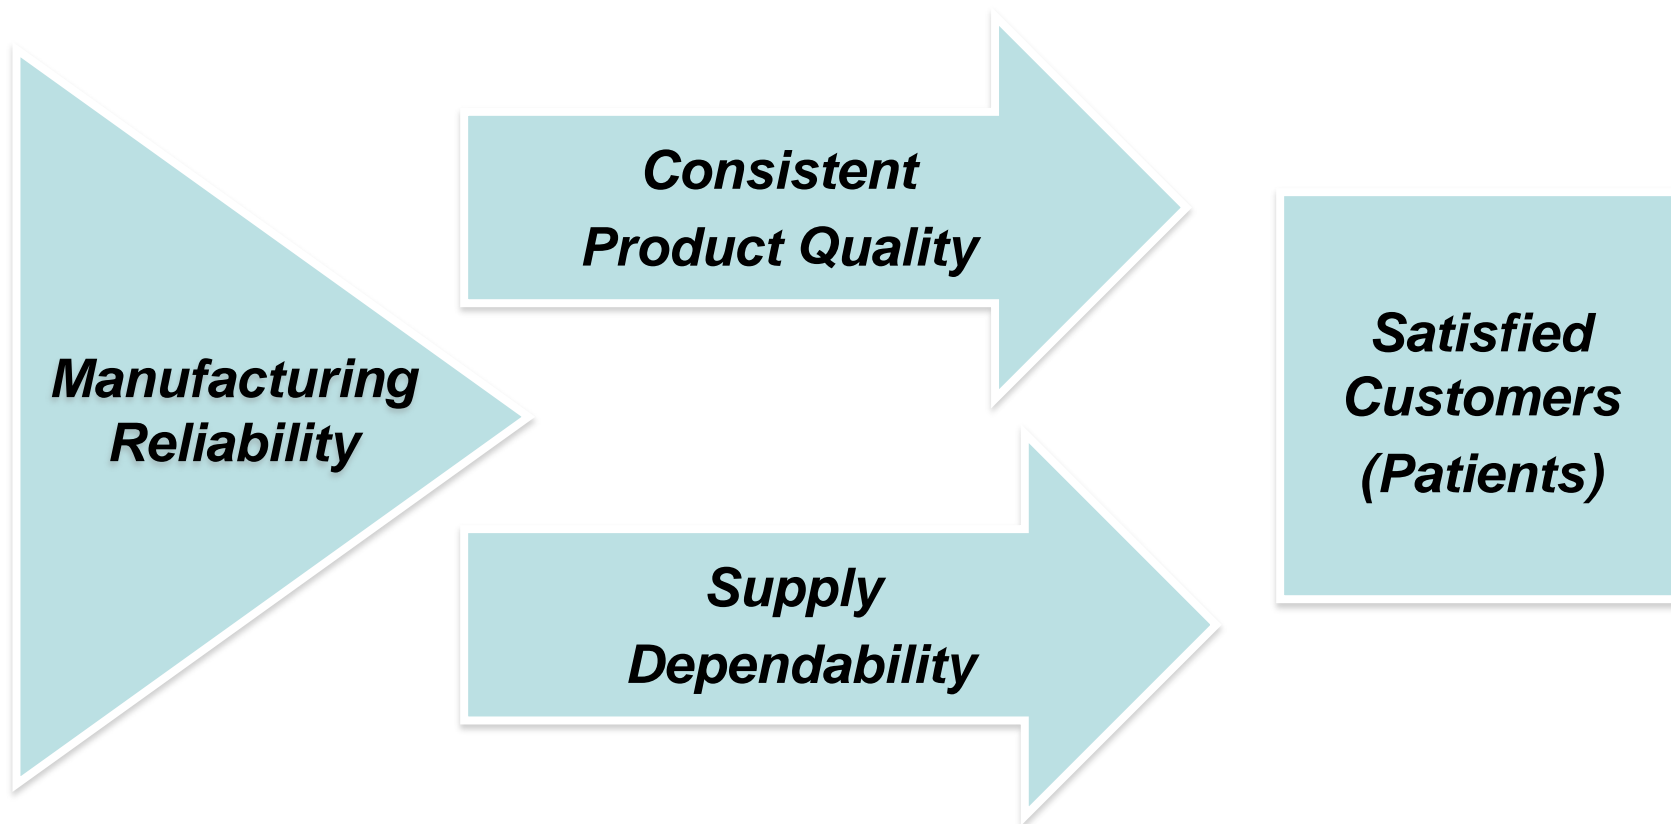 Manufacturing
Reliability
Consistent
Product Quality
Supply
Dependability
Satisfied
Customers
(Patients)